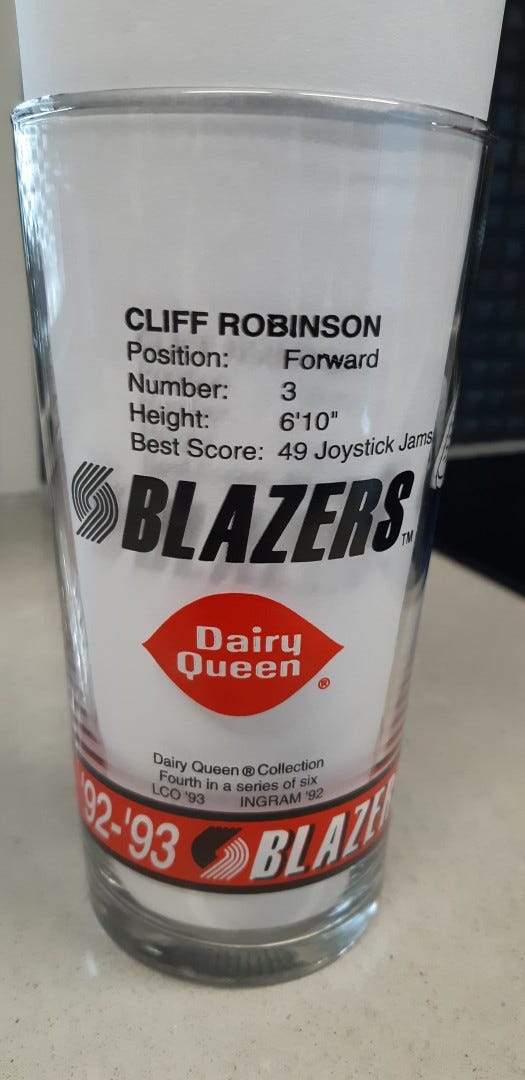 CLIFF ROBINSON
Position: Forward
Number: 3
Height: 6'10"
Best Score: 49 Joystick Jams
BLAZERS™
Dairy
Queen®
Dairy Queen® Collection
Fourth in a series of six
LCO '93 INGRAM '92
'92-'93 BLAZER